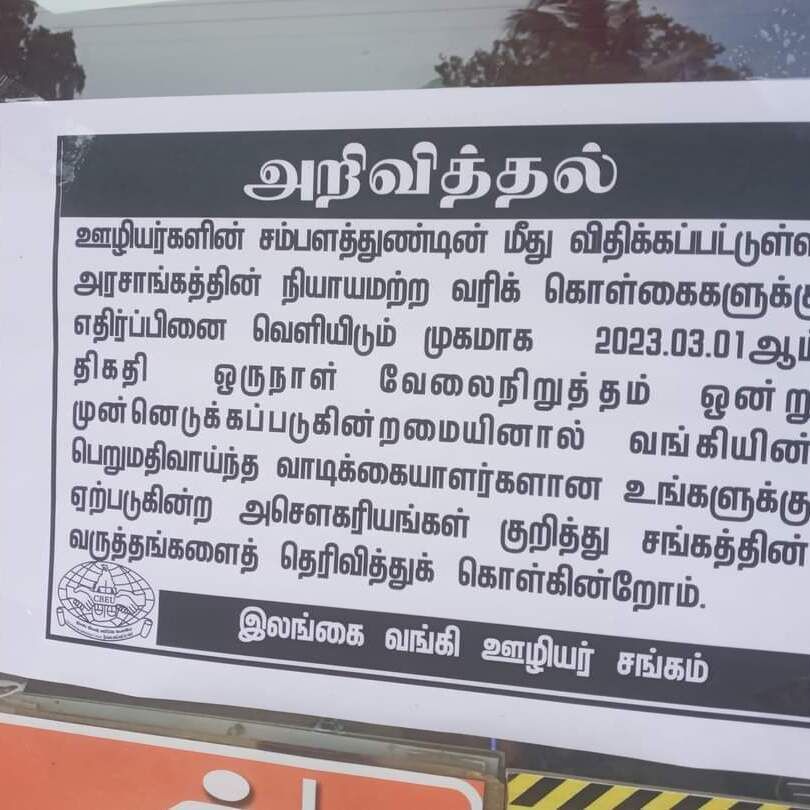 அறிவித்தல்
ஊழியர்களின் சம்பளத்துண்டின் மீது விதிக்கப்பட்டுள்ள
அரசாங்கத்தின் நியாயமற்ற வரிக் கொள்கைகளுக்கு
எதிர்ப்பினை வெளியிடும் முகமாக 2023.03.01ஆம்
திகதி ஒருநாள் வேலைநிறுத்தம் ஒன்று
முன்னெடுக்கப்படுகின்றமையினால் வங்கியின்
பெறுமதிவாய்ந்த வாடிக்கையாளர்களான உங்களுக்கு
ஏற்படுகின்ற அசௌகரியங்கள் குறித்து சங்கத்தின்
வருத்தங்களைத் தெரிவித்துக் கொள்கின்றோம்.
CBEU
இலங்கை வங்கி ஊழியர் சங்கம்